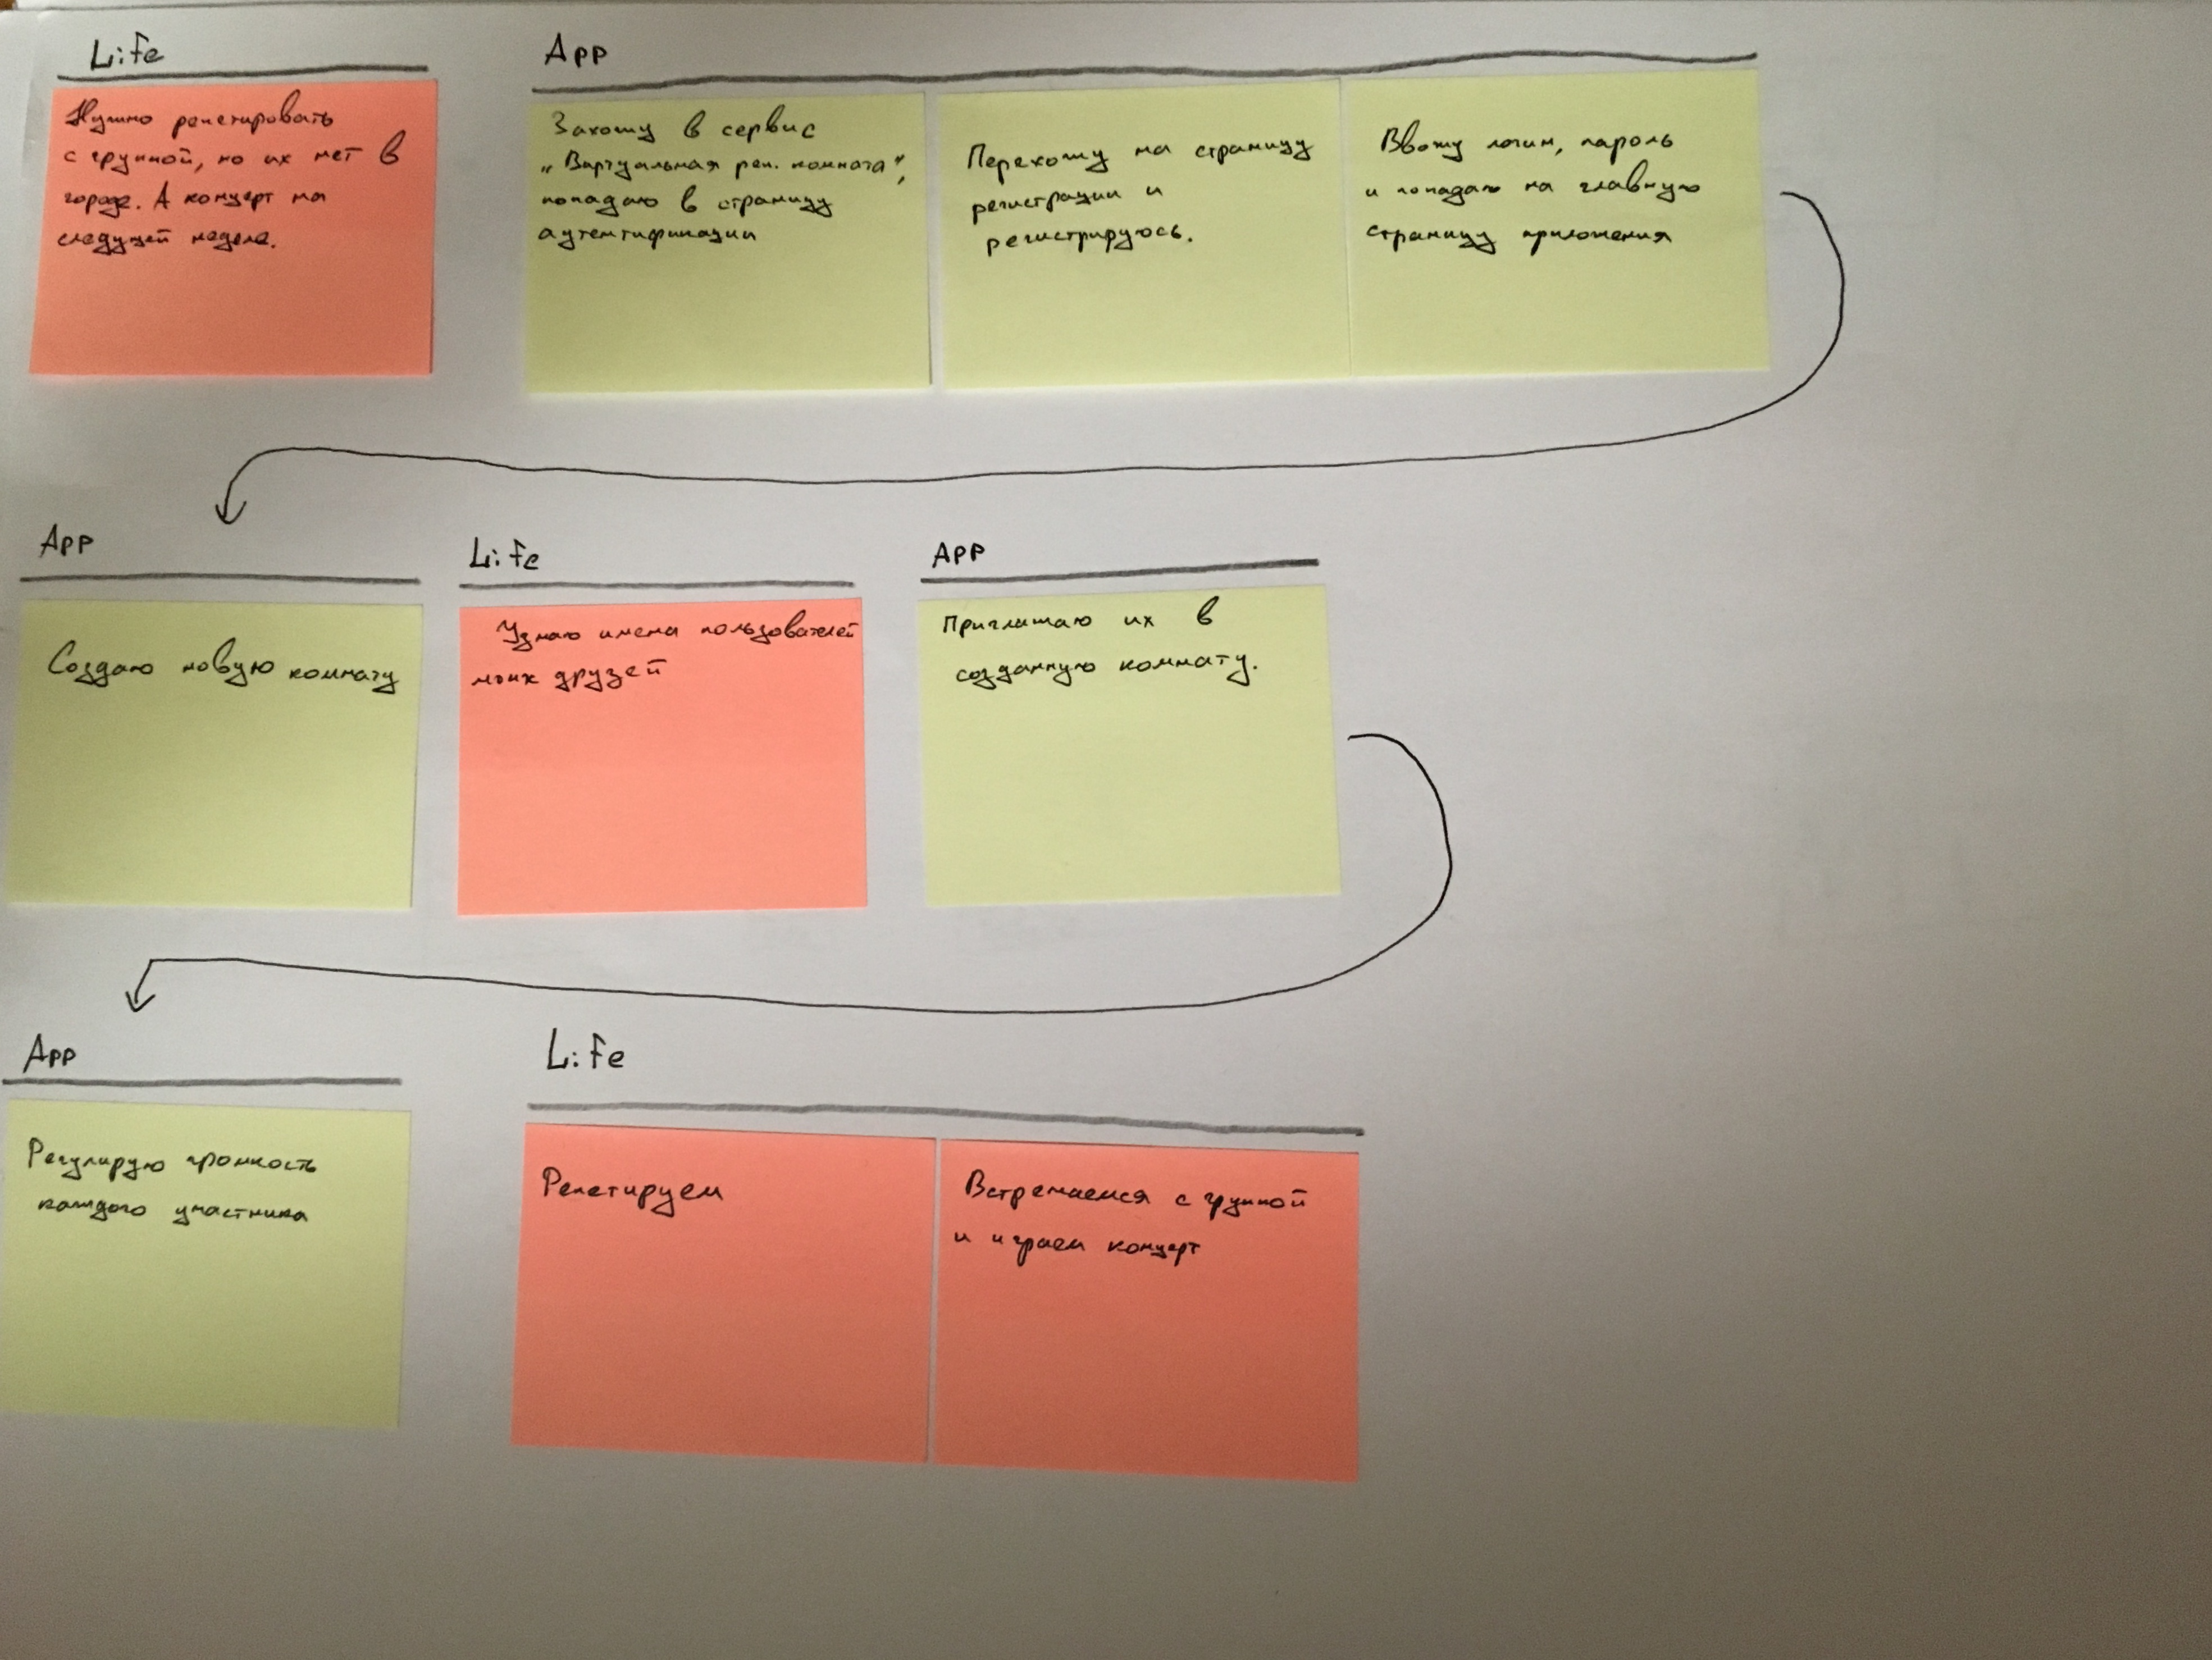 Life
Нужно репетировать
с группой, но их нет в
городе. А концерт на
следущей неделе.
App
Захожу в сервис
„Виртуальная реп. комната",
попадаю в страницу
аутентификации
Перехожу на страницу
регистрации и
регистрируюсь.
Ввожу логин, пароль
и попадаю на главную
страницу приложения
App
Создаю новую комнату
Life
Узнаю имена пользователей
моих друзей
App
Приглашаю их в
созданную комнату.
App
Регулирую громкость
каждого участника
Life
Репетируем
Встречаемся с группой
и играем концерт